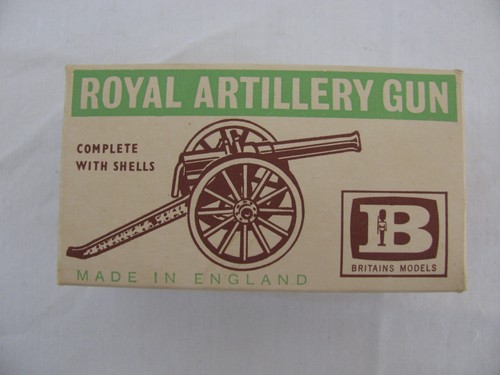 ROYAL ARTILLERY GUN
COMPLETE
WITH SHELLS
B
BRITAINS MODELS
MADE IN ENGLAND